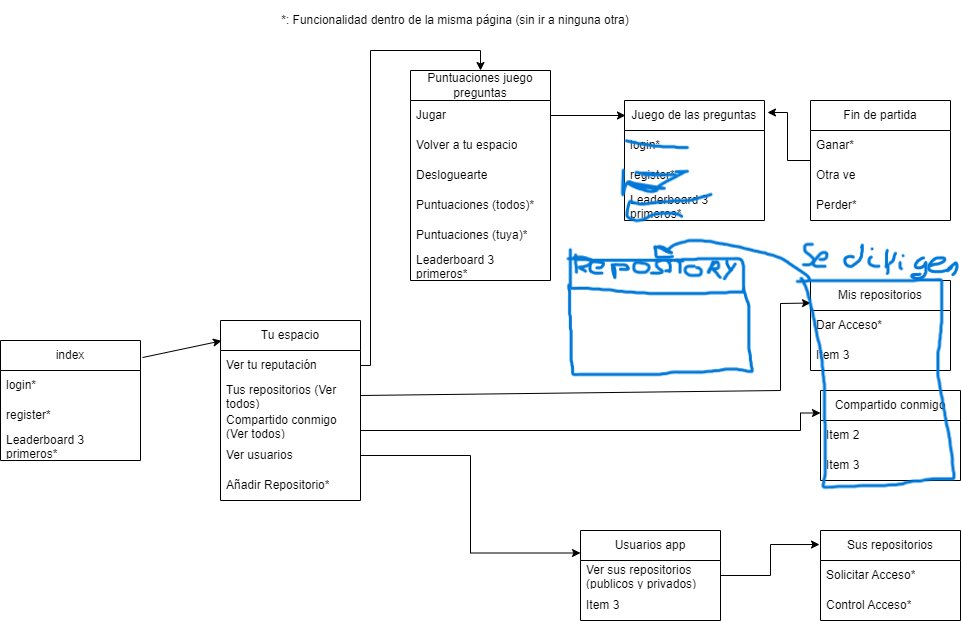 *: Funcionalidad dentro de la misma página (sin ir a ninguna otra)
Puntuaciones juego
preguntas
Jugar
Volver a tu espacio
Desloguearte
Puntuaciones (todos)*
Puntuaciones (tuya)*
Leaderboard 3
primeros*
Juego de las preguntas
login*
register*
Leaderboard 3
primeros*
Fin de partida
Ganar*
Otra ve
Perder*
REPOSITORY
Se dirigen
Mis repositorios
Dar Acceso*
Item 3
Compartido conmigo
Item 2
Item 3
index
login*
register*
Leaderboard 3
primeros*
Tu espacio
Ver tu reputación
Tus repositorios (Ver
todos)
Compartido conmigo
(Ver todos)
Ver usuarios
Añadir Repositorio*
Usuarios app
Ver sus repositorios
(publicos y privados)
Item 3
Sus repositorios
Solicitar Acceso*
Control Acceso*